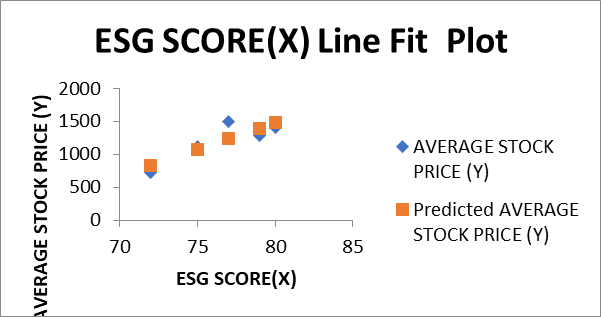 ESG SCORE(X) Line Fit Plot
AVERAGE STOCK PRICE (Y)
2000
1500
1000
500
0
70
75
80
85
ESG SCORE(X)
AVERAGE STOCK
PRICE (Y)
Predicted AVERAGE
STOCK PRICE (Y)